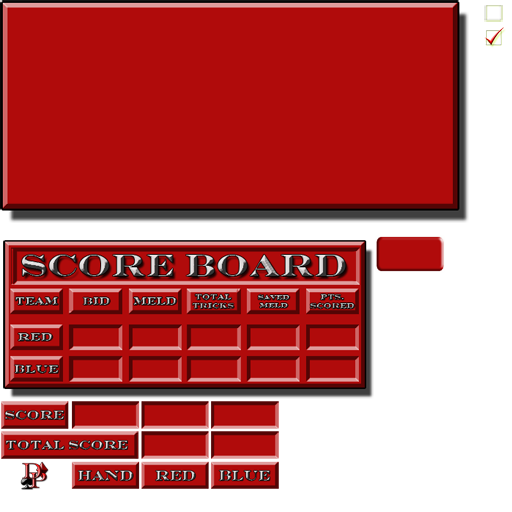 SCORE BOARD
TEAM BID MELD TOTAL TRICKS SAVED MELD PTS. SCORED
RED
BLUE
SCORE
TOTAL SCORE
HAND RED BLUE